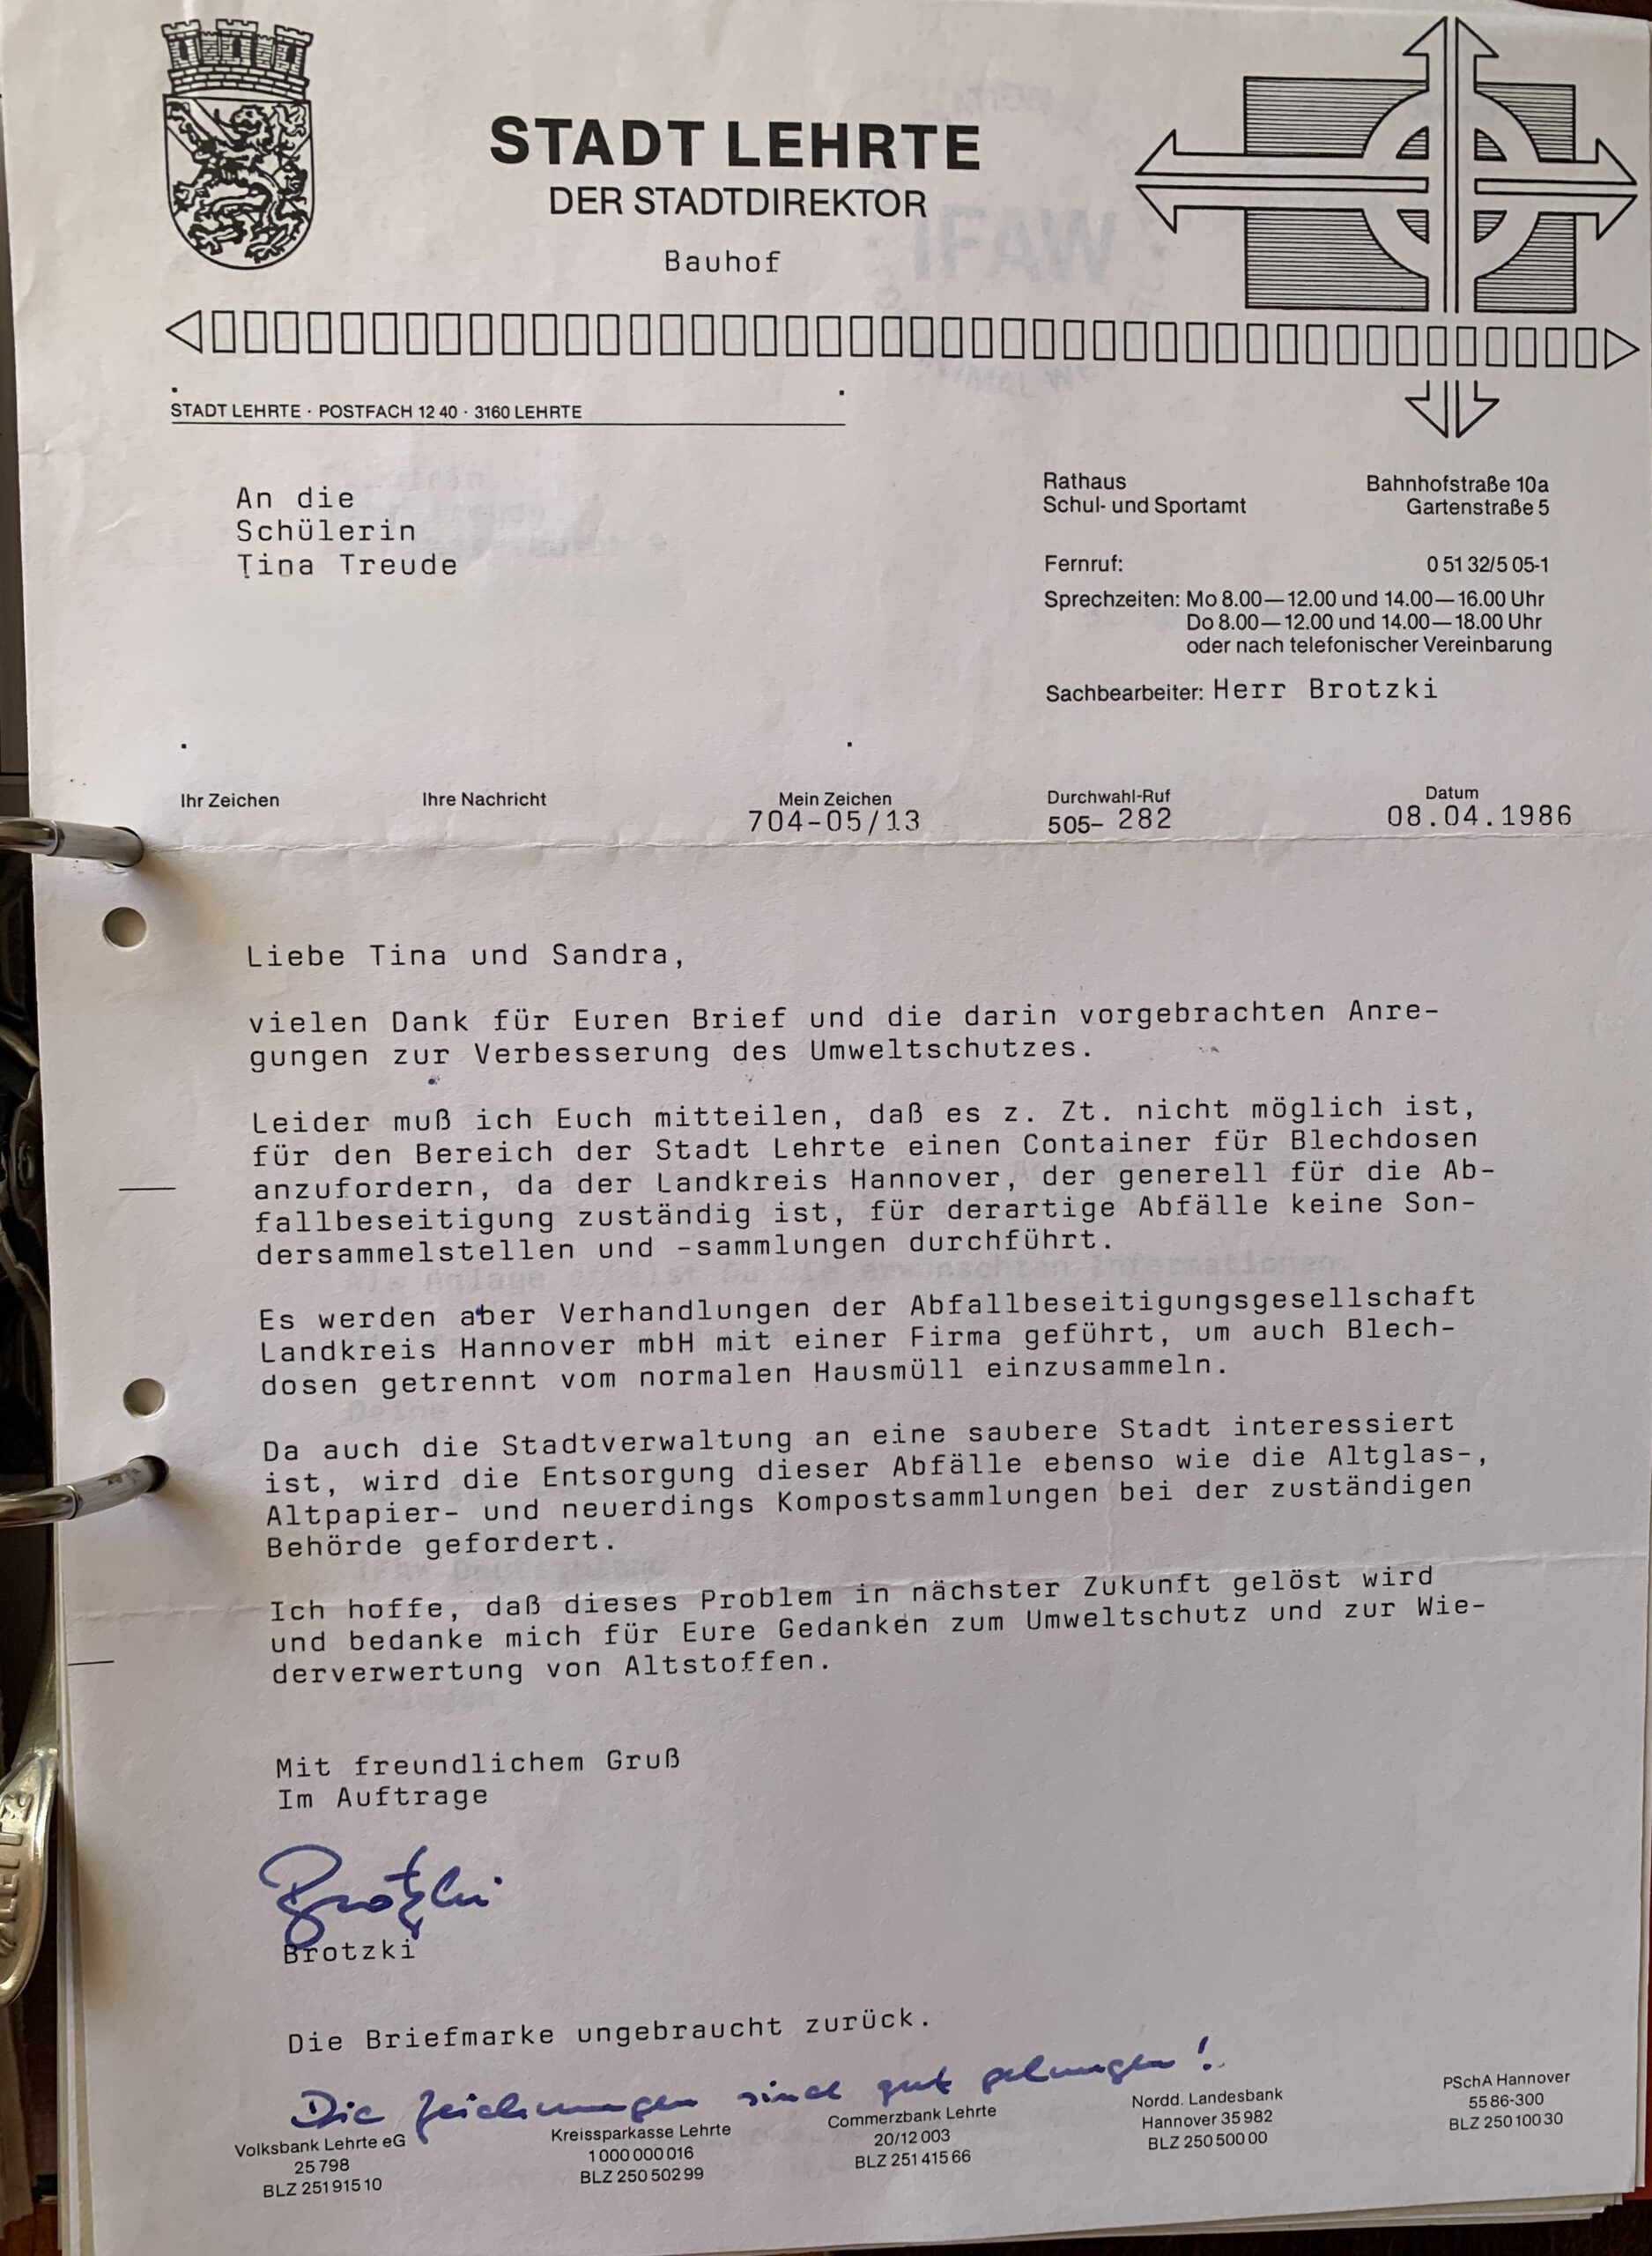 STADT LEHRTE
DER STADTDIREKTOR
Bauhof
STADT LEHRTE · POSTFACH 12 40 · 3160 LEHRTE
An die
Schülerin
Tina Treude
Rathaus Bahnhofstraße 10a
Schul- und Sportamt Gartenstraße 5
Fernruf: 0 51 32/5 05-1
Sprechzeiten: Mo 8.00—12.00 und 14.00—16.00 Uhr
Do 8.00—12.00 und 14.00—18.00 Uhr
oder nach telefonischer Vereinbarung
Sachbearbeiter: Herr Brotzki
Ihr Zeichen Ihre Nachricht Mein Zeichen Durchwahl-Ruf Datum
704-05/13 505- 282 08.04.1986
Liebe Tina und Sandra,
vielen Dank für Euren Brief und die darin vorgebrachten Anre-
gungen zur Verbesserung des Umweltschutzes.
Leider muß ich Euch mitteilen, daß es z. Zt. nicht möglich ist,
für den Bereich der Stadt Lehrte einen Container für Blechdosen
anzufordern, da der Landkreis Hannover, der generell für die Ab-
fallbeseitigung zuständig ist, für derartige Abfälle keine Son-
dersammelstellen und -sammlungen durchführt.
Es werden aber Verhandlungen der Abfallbeseitigungsgesellschaft
Landkreis Hannover mbH mit einer Firma geführt, um auch Blech-
dosen getrennt vom normalen Hausmüll einzusammeln.
Da auch die Stadtverwaltung an eine saubere Stadt interessiert
ist, wird die Entsorgung dieser Abfälle ebenso wie die Altglas-,
Altpapier- und neuerdings Kompostsammlungen bei der zuständigen
Behörde gefordert.
Ich hoffe, daß dieses Problem in nächster Zukunft gelöst wird
und bedanke mich für Eure Gedanken zum Umweltschutz und zur Wie-
derverwertung von Altstoffen.
Mit freundlichem Gruß
Im Auftrage
Brotzki
Brotzki
Die Briefmarke ungebraucht zurück.
Die Zeichnungen sind gut gelungen!
Volksbank Lehrte eG
25 798
BLZ 251 915 10
Kreissparkasse Lehrte
1 000 000 016
BLZ 250 502 99
Commerzbank Lehrte
20/12 003
BLZ 251 415 66
Nordd. Landesbank
Hannover 35 982
BLZ 250 500 00
PSchA Hannover
55 86-300
BLZ 250 100 30